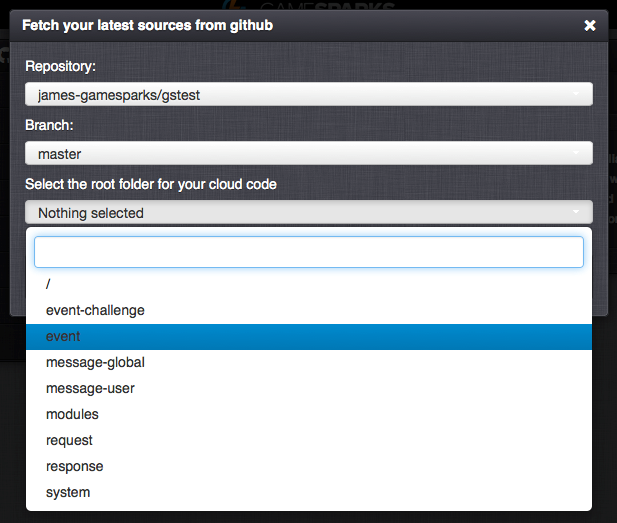 GAMESPARKS
Fetch your latest sources from github
Repository:
james-gamesparks/gstest
Branch:
master
Select the root folder for your cloud code
Nothing selected
/
event-challenge
event
message-global
message-user
modules
request
response
system